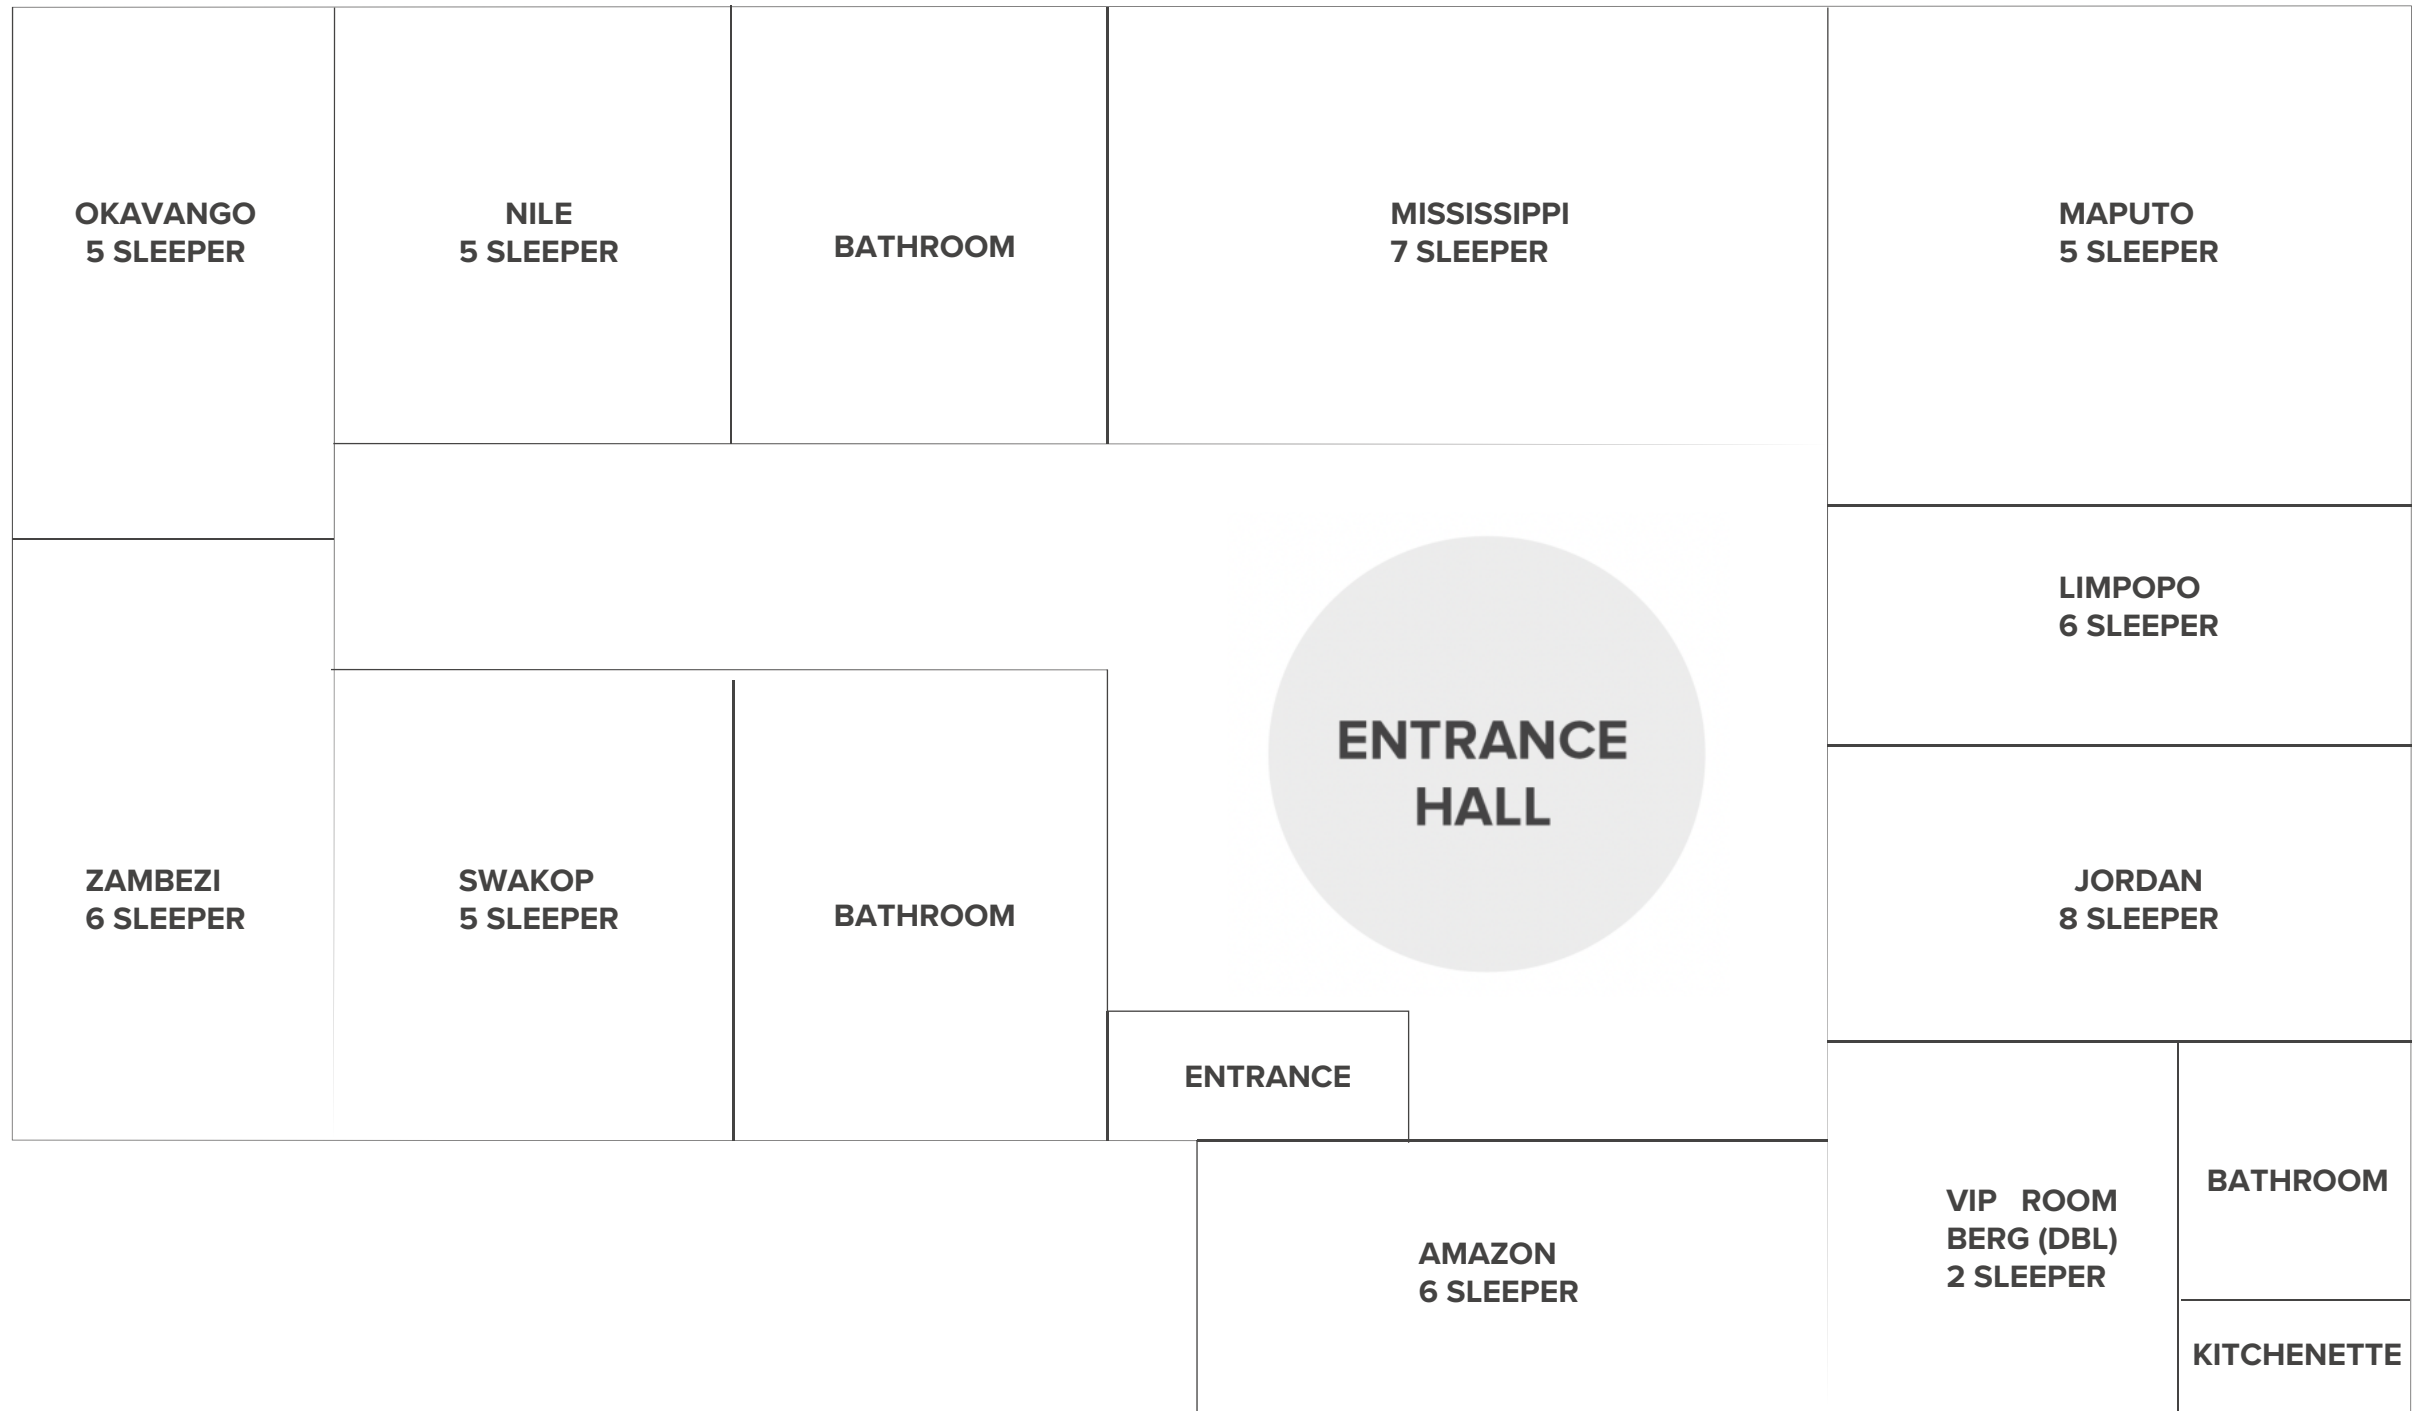 OKAVANGO
5 SLEEPER
NILE
5 SLEEPER
BATHROOM
MISSISSIPPI
7 SLEEPER
MAPUTO
5 SLEEPER
LIMPOPO
6 SLEEPER
ENTRANCE
HALL
ZAMBEZI
6 SLEEPER
SWAKOP
5 SLEEPER
BATHROOM
JORDAN
8 SLEEPER
ENTRANCE
AMAZON
6 SLEEPER
VIP ROOM
BERG (DBL)
2 SLEEPER
BATHROOM
KITCHENETTE